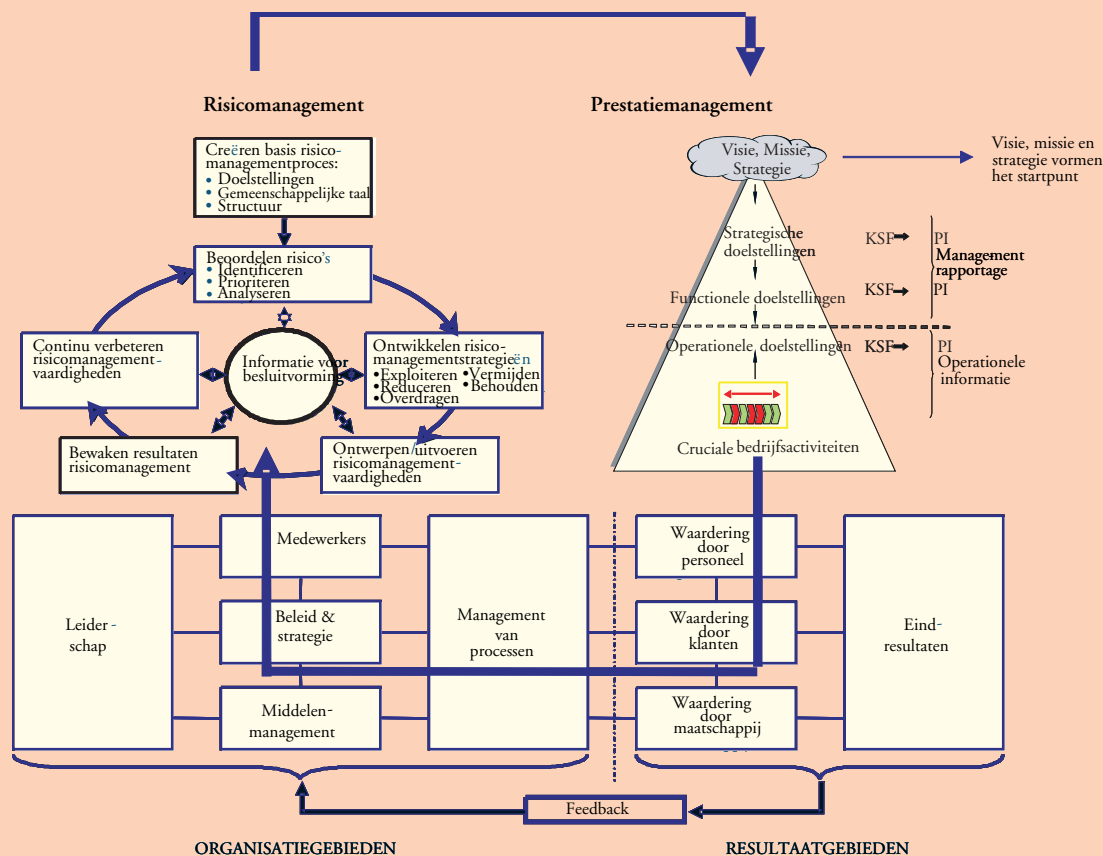 Risicomanagement
Creëren basis risico-
managementproces:
• Doelstellingen
• Gemeenschappelijke taal
• Structuur
Beoordelen risico's
• Identificeren
• Prioriteren
• Analyseren
Continu verbeteren
risicomanagement-
vaardigheden
Informatie voor
besluitvorming
Ontwikkelen risico-
managementstrategieën
•Exploiteren •Vermijden
•Reduceren •Behouden
•Overdragen
Bewaken resultaten
risicomanagement
Ontwerpen/uitvoeren
risicomanagement-
vaardigheden
Prestatiemanagement
Visie, Missie,
Strategie
Visie, missie en
strategie vormen
het startpunt
Strategische
doelstellingen
KSF PI
Management
rapportage
Functionele doelstellingen
KSF PI
Operationele doelstellingen
KSF PI
Operationele
informatie
Cruciale bedrijfsactiviteiten
Leider-
schap
Medewerkers
Beleid &
strategie
Middelen-
management
Management
van
processen
Waardering
door
personeel
Waardering
door
klanten
Waardering
door
maatschappij
Eind-
resultaten
Feedback
ORGANISATIEGEBIEDEN
RESULTAATGEBIEDEN